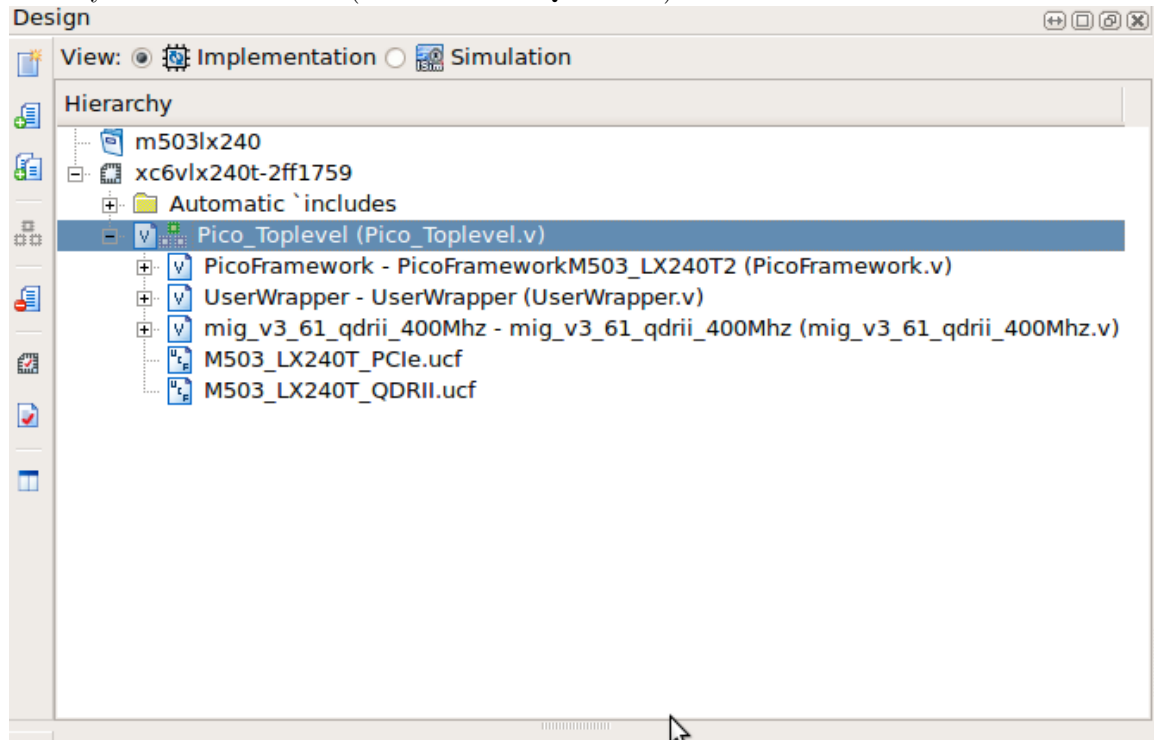 Design
View: Implementation Simulation
Hierarchy
m503lx240
xc6vlx240t-2ff1759
Automatic `includes
Pico_Toplevel (Pico_Toplevel.v)
PicoFramework - PicoFrameworkM503_LX240T2 (PicoFramework.v)
UserWrapper - UserWrapper (UserWrapper.v)
mig_v3_61_qdrii_400Mhz - mig_v3_61_qdrii_400Mhz (mig_v3_61_qdrii_400Mhz.v)
M503_LX240T_PCIe.ucf
M503_LX240T_QDRII.ucf